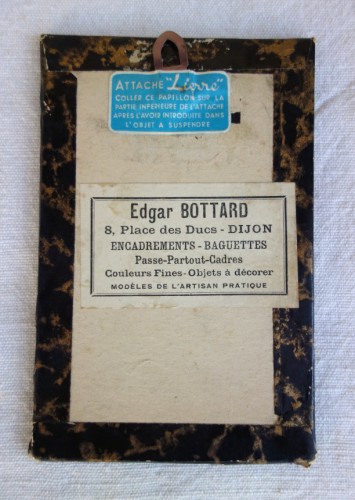 ATTACHE "Lierre"
COLLER CE PAPILLON SUR LA
PARTIE INFERIEURE DE L'ATTACHE
APRÈS L'AVOIR INTRODUITE DANS
L'OBJET A SUSPENDRE
Edgar BOTTARD
8, Place des Ducs - DIJON
ENCADREMENTS - BAGUETTES
Passe-Partout-Cadres
Couleurs Fines - Objets à décorer
MODÈLES DE L'ARTISAN PRATIQUE